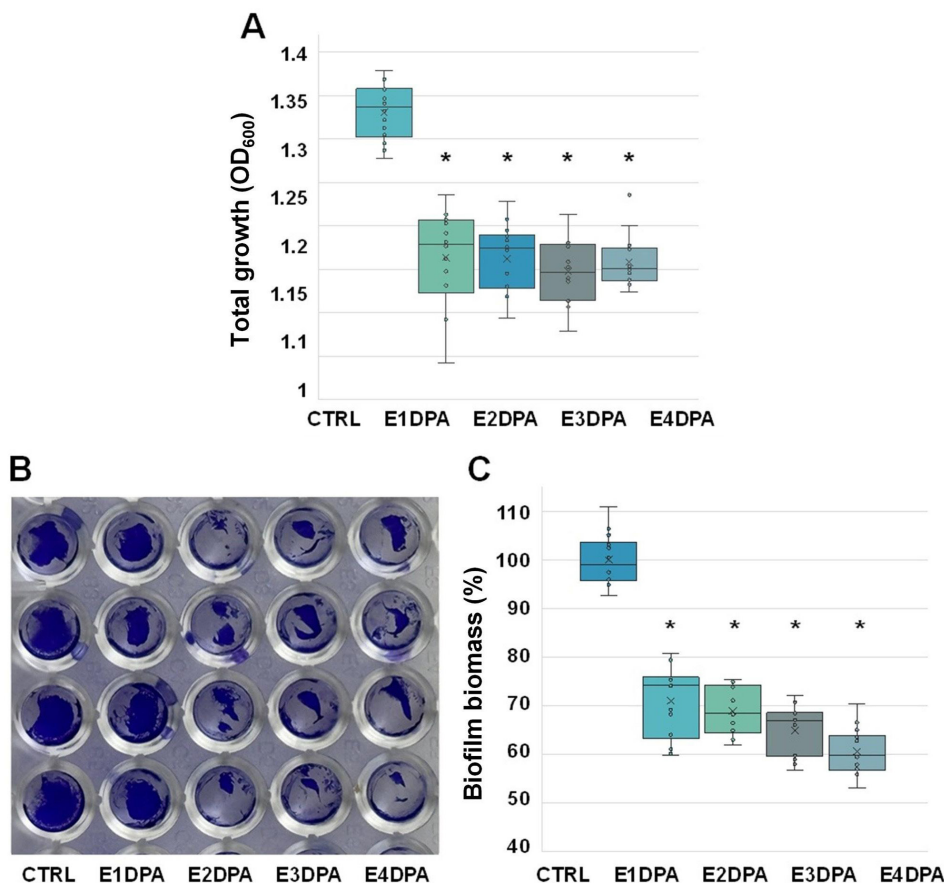 A
Total growth (OD600)
1.4
1.35
1.3
1.25
1.2
1.15
1.1
1
* * * *
CTRL E1DPA E2DPA E3DPA E4DPA
B
CTRL E1DPA E2DPA E3DPA E4DPA
C
Biofilm biomass (%)
110
100
90
80
70
60
50
40
* * * *
CTRL E1DPA E2DPA E3DPA E4DPA